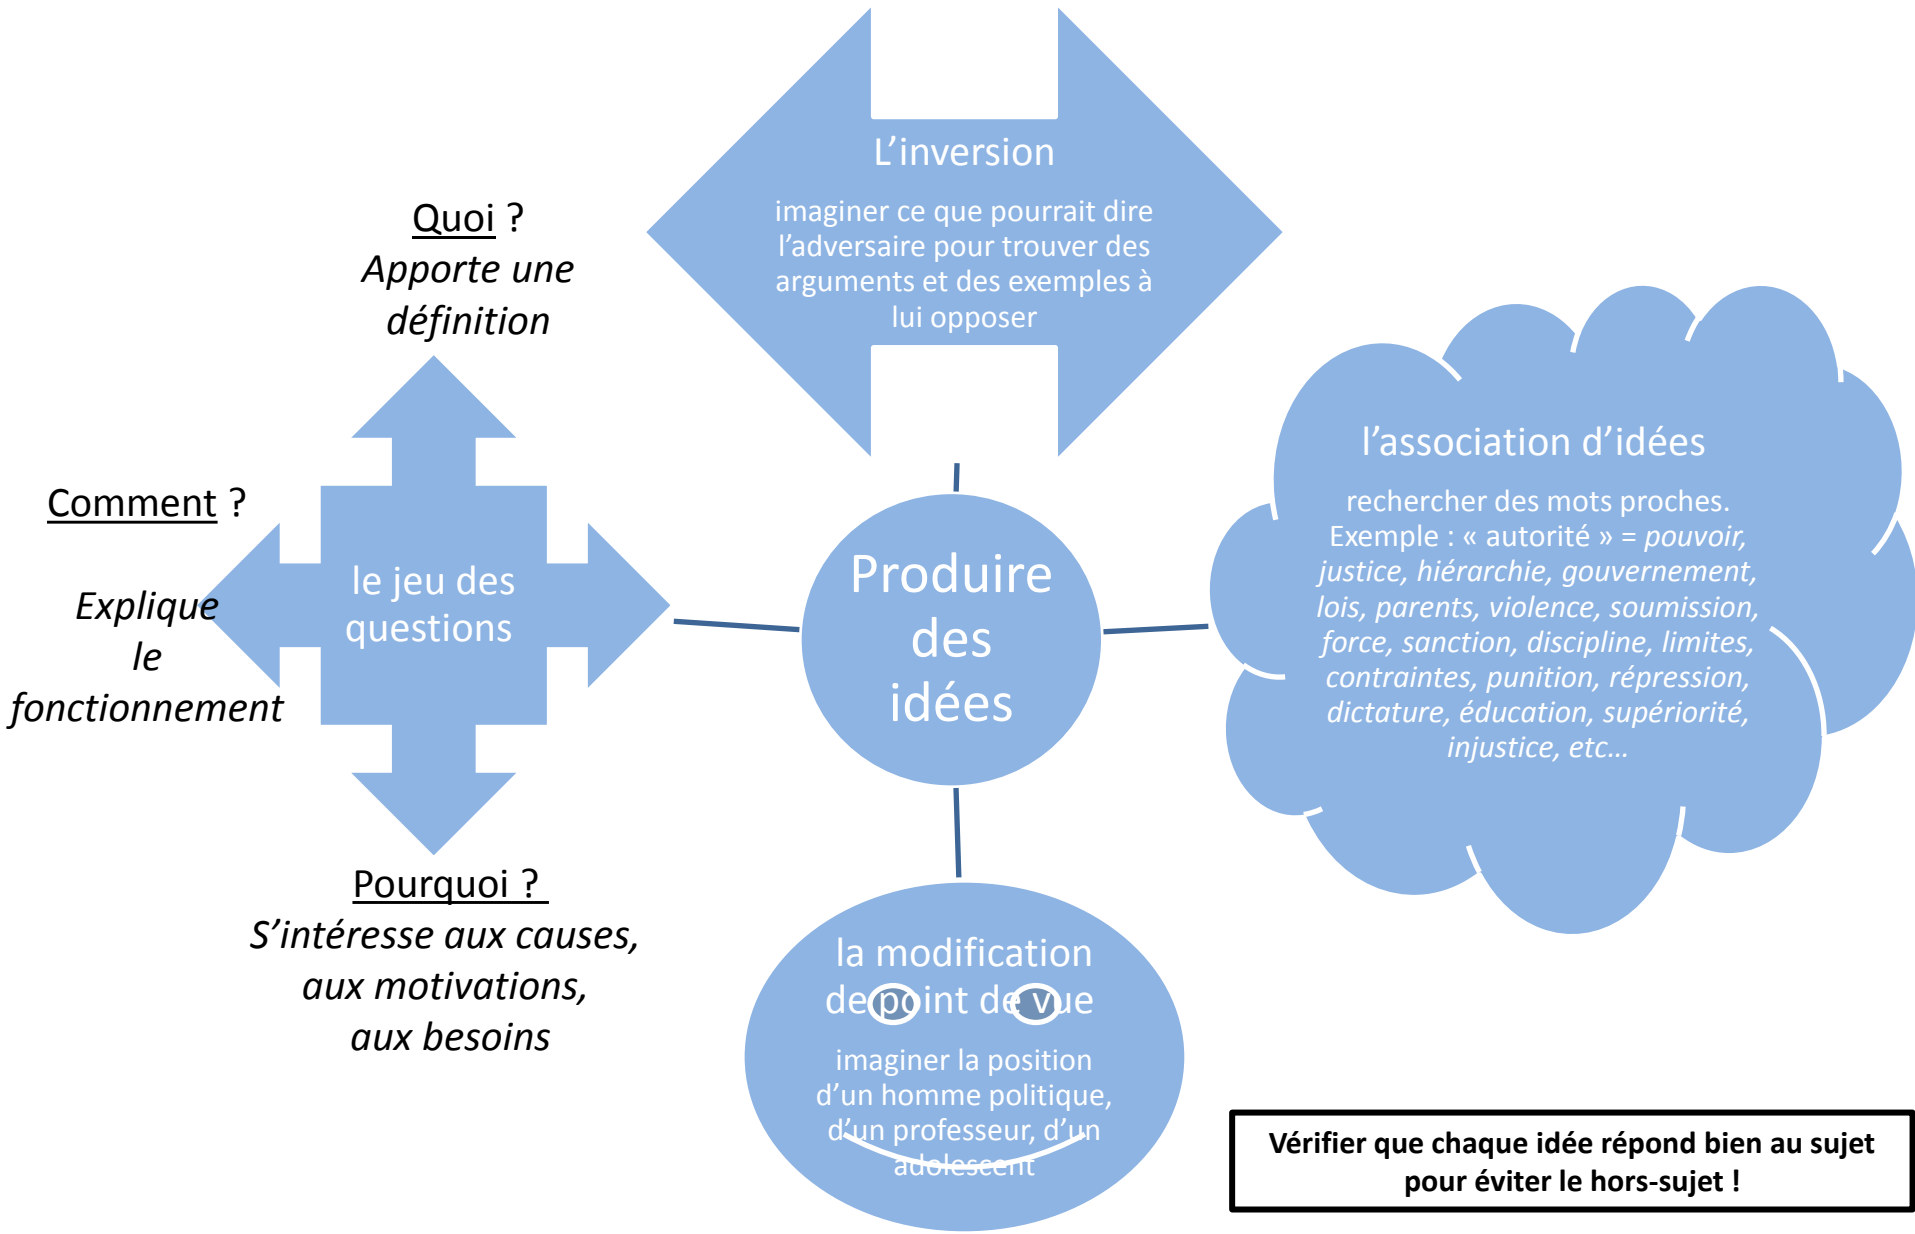 L’inversion
imaginer ce que pourrait dire
l’adversaire pour trouver des
arguments et des exemples à
lui opposer
Quoi ?
Apporte une
définition
Comment ?
Explique
le
fonctionnement
le jeu des
questions
Pourquoi ?
S’intéresse aux causes,
aux motivations,
aux besoins
Produire
des
idées
l’association d’idées
rechercher des mots proches.
Exemple : « autorité » = pouvoir,
justice, hiérarchie, gouvernement,
lois, parents, violence, soumission,
force, sanction, discipline, limites,
contraintes, punition, répression,
dictature, éducation, supériorité,
injustice, etc…
la modification
de point de vue
imaginer la position
d’un homme politique,
d’un professeur, d’un
adolescent
Vérifier que chaque idée répond bien au sujet
pour éviter le hors-sujet !